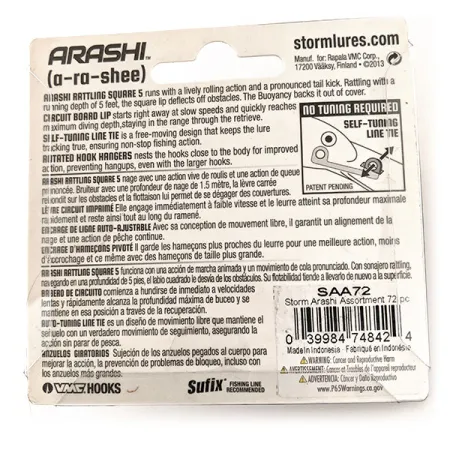 ARASHI™
(a-ra-shee)
stormlures.com
Manuf. for: Rapala VMC Corp.,
17200 Vääksy, Finland • ©2013
ARASHI RATTLING SQUARE 5 runs with a lively rolling action and a pronounced tail kick. Rattling with a
running depth of 5 feet, the square lip deflects off obstacles. The Buoyancy backs it out of cover.
CIRCUIT BOARD LIP starts right away at slow speeds and quickly reaches
maximum diving depth, staying in the range through the retrieve.
SELF-TUNING LINE TIE is a free-moving design that keeps the lure
tracking true, ensuring non-stop fishing action.
ROTATED HOOK HANGERS nests the hooks close to the body for improved
action, preventing hangups, even with the larger hooks.
NO TUNING REQUIRED
SELF-TUNING
LINE TIE
PATENT PENDING
ARASHI RATTLING SQUARE 5 nage avec une action vive de roulis et une action de queue
prononcée. Bruiteur avec une profondeur de nage de 1.5 mètre, la lèvre carrée
rebondit sur les obstacles et la flottaison lui permet de se dégager des couvertures.
LÈVRE CIRCUIT IMPRIMÉ Elle réagit immédiatement à faible vitesse et le leurre atteint sa profondeur maximale
rapidement et reste ainsi tout au long du ramené.
ENCRAGE DE LIGNE AUTO-AJUSTABLE Avec sa conception de mouvement libre, il garantit un alignement de la
nage et une action de pêche continue.
ENCRAGE D'HAMEÇONS PIVOTÉ Il garde les hameçons plus proches du leurre pour une meilleure action, moins
d'accrochage et ce même avec des hameçons de taille plus grande.
ARASHI RATTLING SQUARE 5 funciona con una acción de marcha animada y un movimiento de cola pronunciado. Con sonajero rattling,
navegando en una profundidad de 5 pies, el labio cuadrado le desvía de los obstáculos. Su flotabilidad tiende a llevarlo de nuevo a la superficie.
TABLERO DE CIRCUITO comienza a hundirse de inmediato a velocidades
lentas y rápidamente alcanza la profundidad máxima de buceo y se
mantiene en esa posición a través de la recuperación.
AUTO-TUNING LINE TIE es un diseño de movimiento libre que mantiene el
señuelo con un verdadero movimiento de seguimiento, asegurando la
acción sin parar de pesca.
ANZUELOS GIRATORIOS Sujeción de los anzuelos pegados al cuerpo para
mejorar la acción, la prevención de problemas de bloqueo, incluso con
los anzuelos más grandes.
VMC HOOKS
Sufix FISHING LINE
RECOMMENDED
SAA72
Storm Arashi Assortment 72 pc
0 39984 74842 4
Made in Indonesia Fabriqué en Indonésie
WARNING: Cancer and Reproductive Harm
AVERTISSEMENT: Cancer et Troubles de l'appareil reproducteur
ADVERTENCIA: Cáncer y Daño Reproductivo
www.P65Warnings.ca.gov